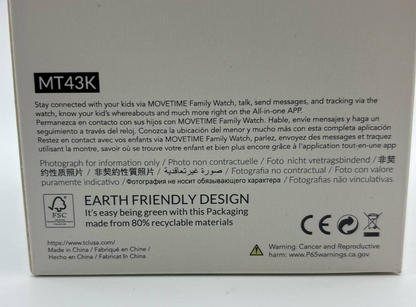 MT43K
Stay connected with your kids via MOVETIME Family Watch, talk, send messages, and tracking via the
watch, know your kid's whereabouts and much more right on the All-in-one APP.
Permanezca en contacto con sus hijos con MOVETIME Family Watch. Hable, envíe mensajes y haga un
seguimiento a través del reloj. Conozca la ubicación del menor y mucho más con esta completa aplicación
Restez en contact avec vos enfants via MOVETIME Family Watch, parlez, envoyez des messages et traquez
utilisant la montre, savoir où se trouve votre enfant et bien plus encore grâce à l'application tout-en-une app
Photograph for information only / Photo non contractuelle / Foto nicht vretragsbindend / 非契
约性质照片 / 非契約性質照片 / صورة غير تعاقدية / Fotografia no contractual / Foto con valore
puramente indicativo / Фотография не носит обязывающего характера / Fotografias não vinculativas
FSC
EARTH FRIENDLY DESIGN
It's easy being green with this Packaging
made from 80% recyclable materials
https://www.tclusa.com/
Made in China / Fabriqué en Chine /
Hecho en China / Fabricat In China
CE
Warning: Cancer and Reproductive
harm: www.P65warnings.ca.gov